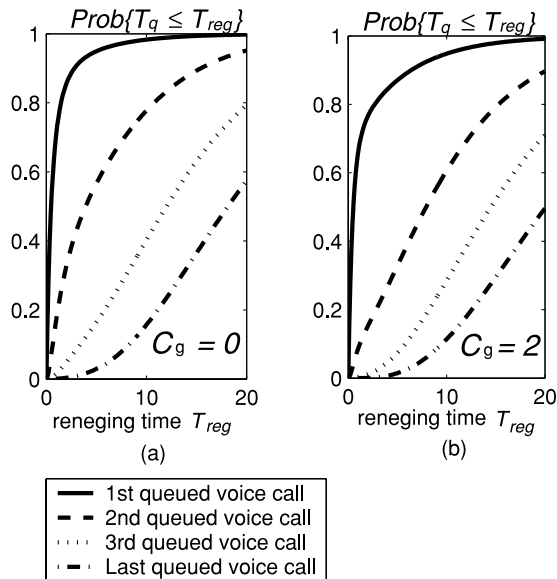 Prob{Tq ≤ Treg}
1
0.8
0.6
0.4
0.2
0
Cg = 0
0 10 20
reneging time Treg
(a)
Prob{Tq ≤ Treg}
1
0.8
0.6
0.4
0.2
0
Cg = 2
0 10 20
reneging time Treg
(b)
1st queued voice call
2nd queued voice call
3rd queued voice call
Last queued voice call